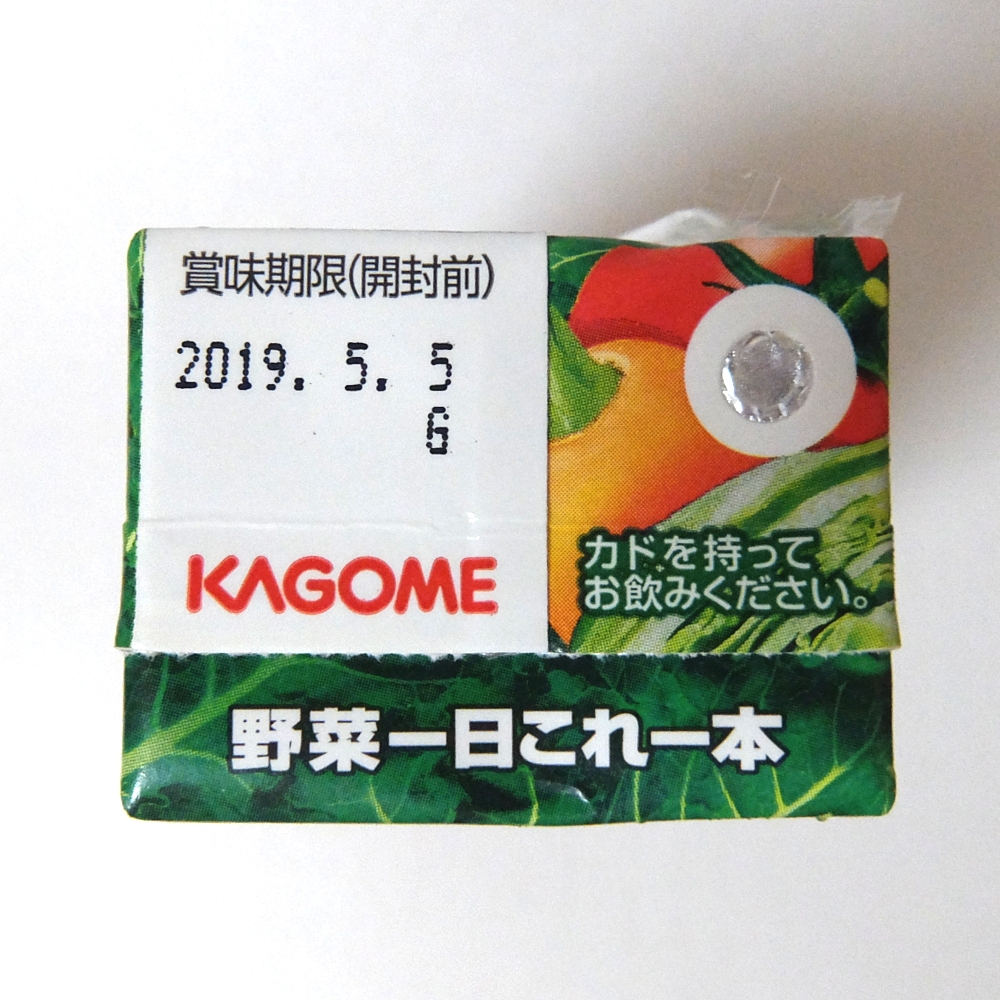 賞味期限(開封前)
2019. 5. 5
6
KAGOME
カドを持って
お飲みください。
野菜一日これ一本